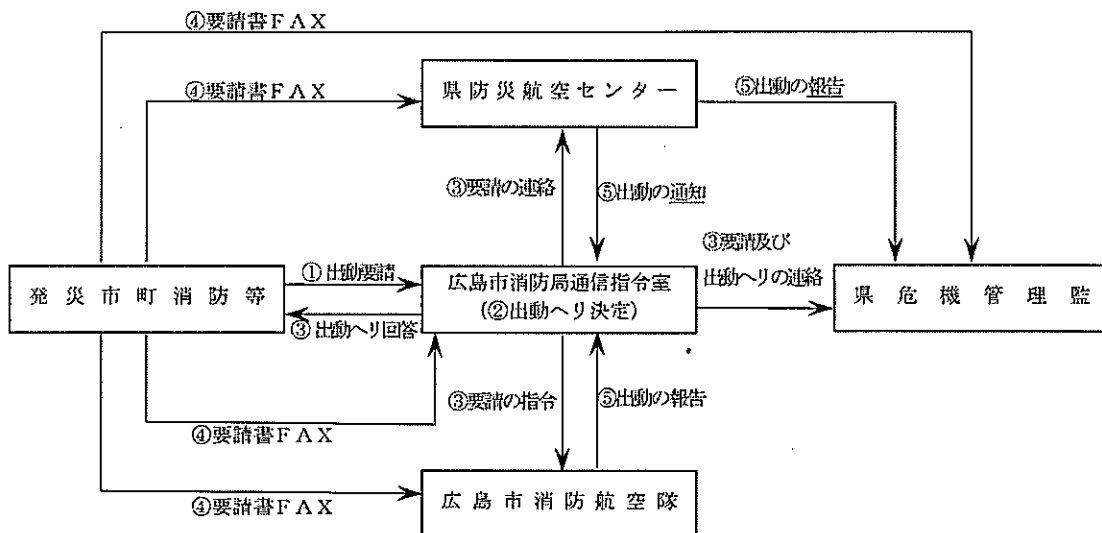 ④要請書ＦＡＸ
④要請書ＦＡＸ
県防災航空センター
⑤出動の報告
③要請の連絡
⑤出動の通知
③要請及び
出動ヘリの連絡
①出動要請
発災市町消防等
広島市消防局通信指令室
(②出動ヘリ決定)
県危機管理監
③出動ヘリ回答
③要請の指令
⑤出動の報告
④要請書ＦＡＸ
広島市消防航空隊
④要請書ＦＡＸ